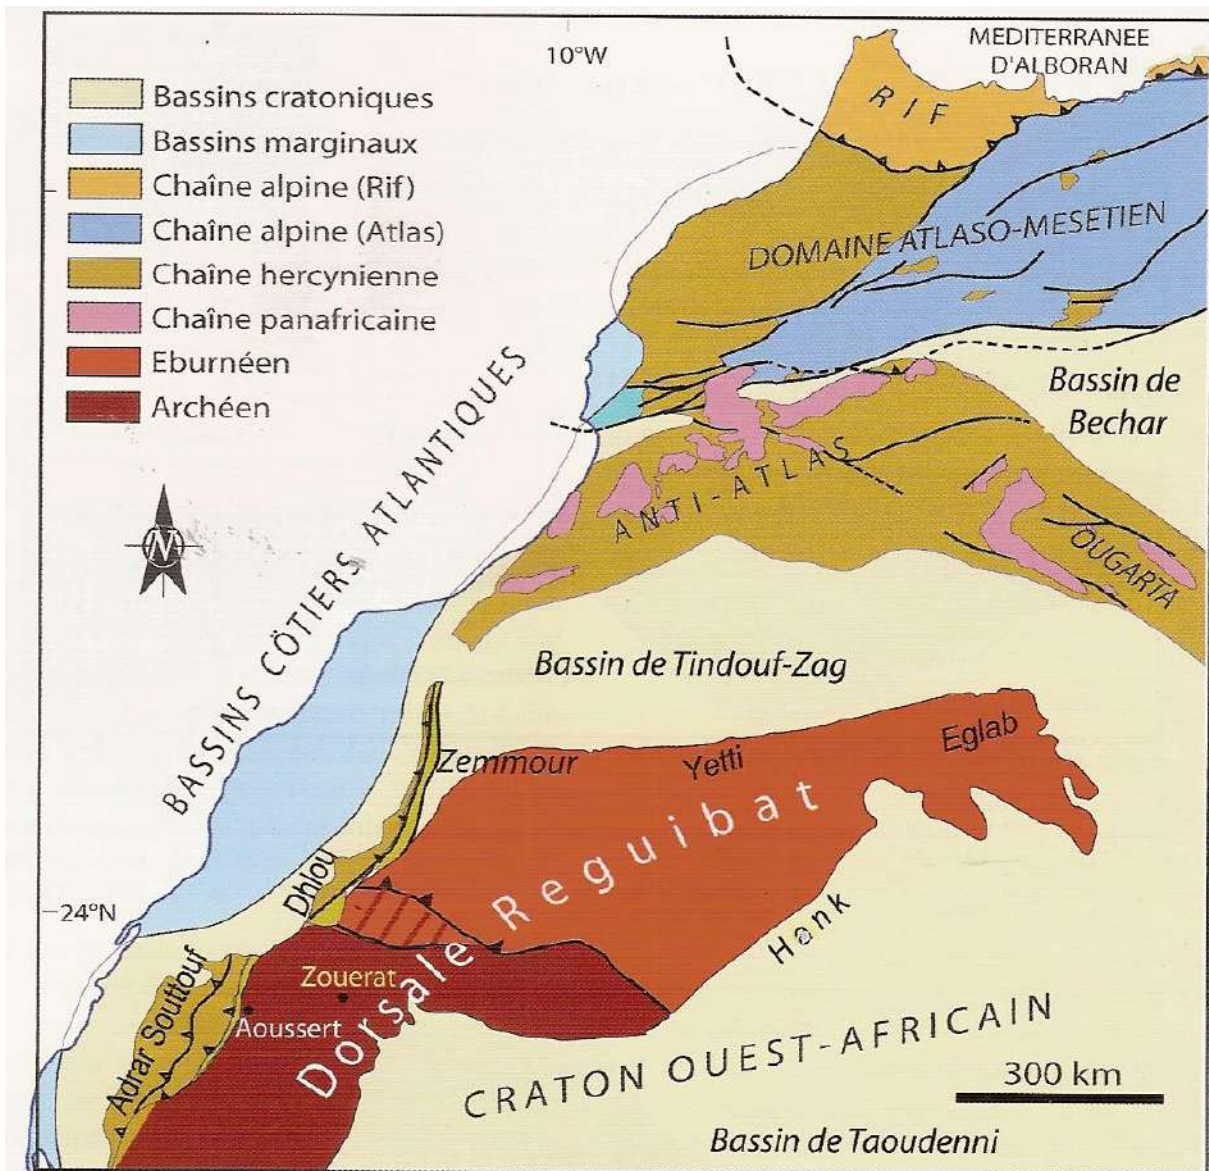 10°W
MEDITERRANEE
D'ALBORAN
Bassins cratoniques
Bassins marginaux
Chaîne alpine (Rif)
Chaîne alpine (Atlas)
Chaîne hercynienne
Chaîne panafricaine
Eburnéen
Archéen
RIF
DOMAINE ATLASO-MESETIEN
Bassin de
Bechar
BASSINS CÖTIERS ATLANTIQUES
N
ANTI-ATLAS
OUGARTA
Bassin de Tindouf-Zag
Zemmour
Yetti
Eglab
Dorsale Reguibat
Dhlou
24°N
Hank
Adrar Souttouf
Zouerat
Aoussert
CRATON OUEST-AFRICAIN
300 km
Bassin de Taoudenni